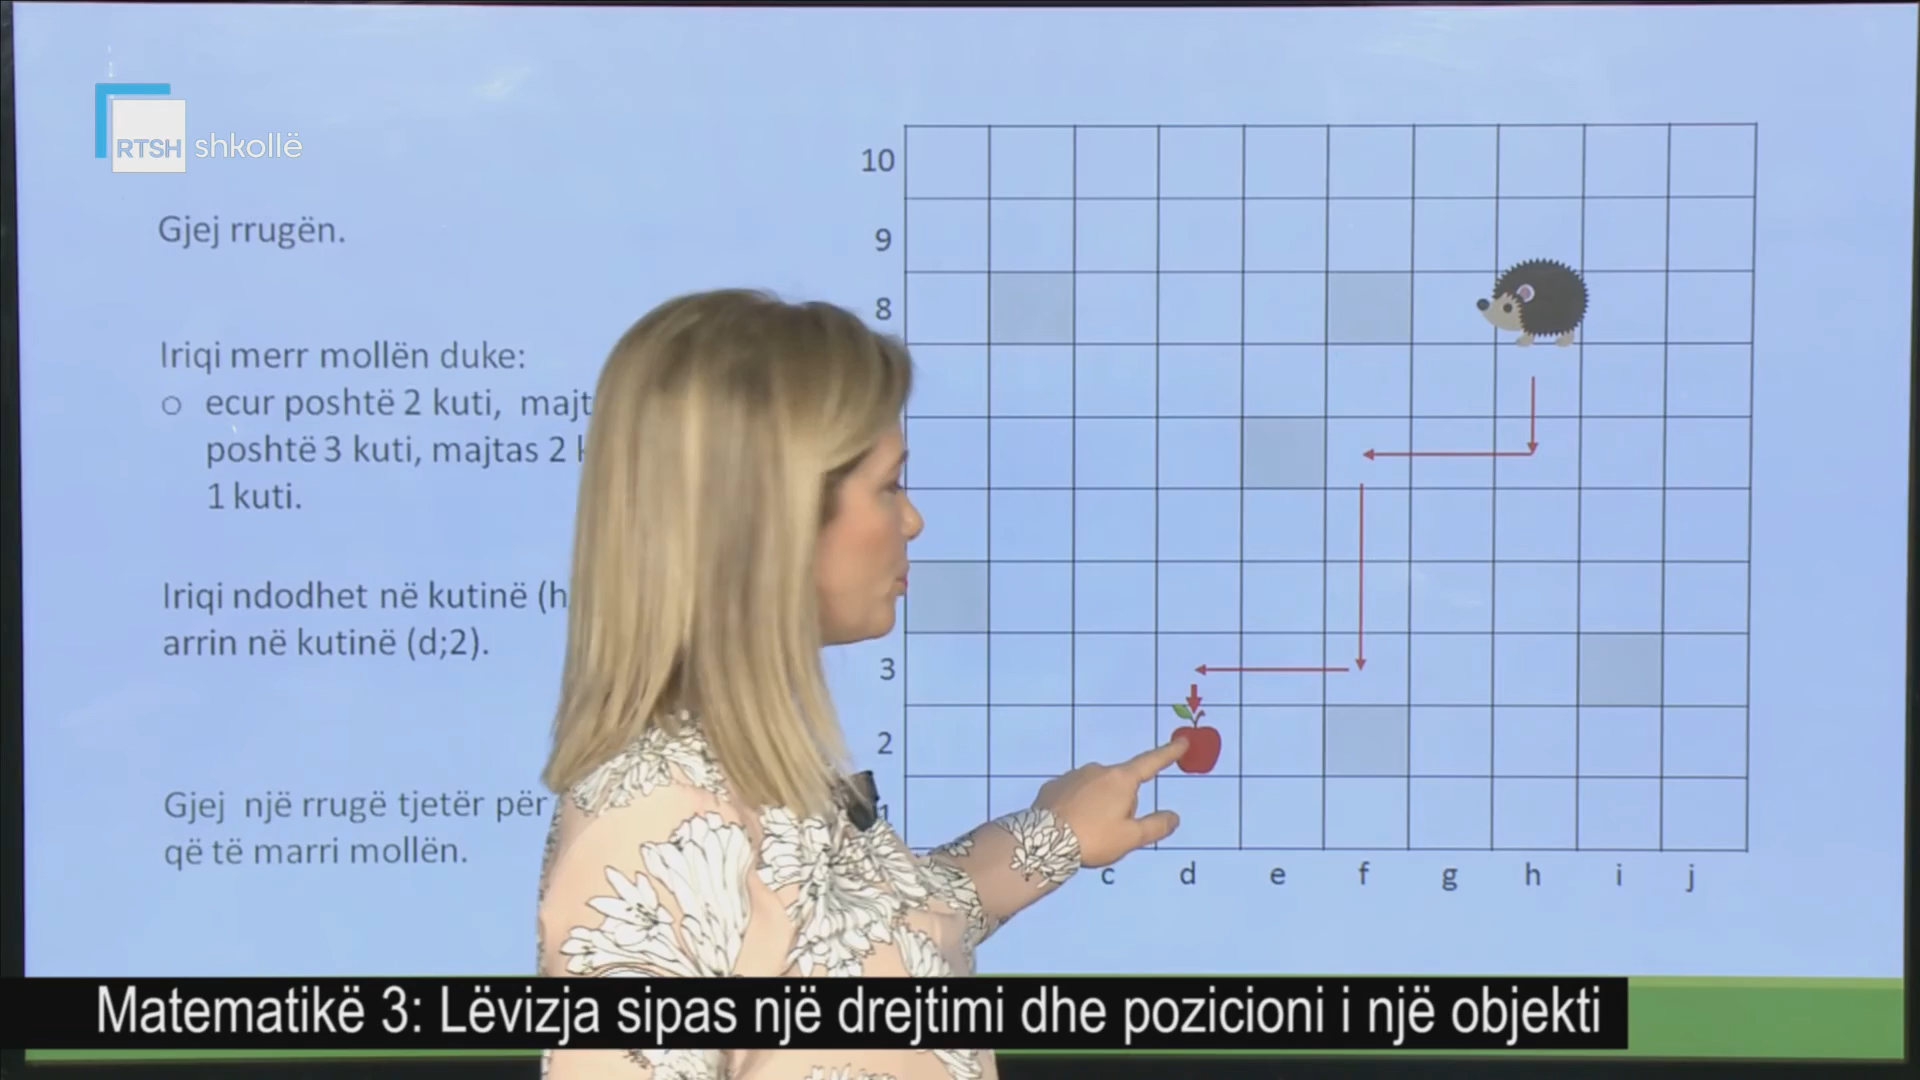 RTSH shkollë
Gjej rrugën.
Iriqi merr mollën duke:
ecur poshtë 2 kuti,
poshtë 3 kuti, majtas 2
1 kuti.
Iriqi ndodhet në kutinë (h
arrin në kutinë (d;2).
Gjej një rrugë tjetër për
që të marri mollën.
10
9
8
3
2
1
c d e f g h i j
Matematikë 3: Lëvizja sipas një drejtimi dhe pozicioni i një objekti